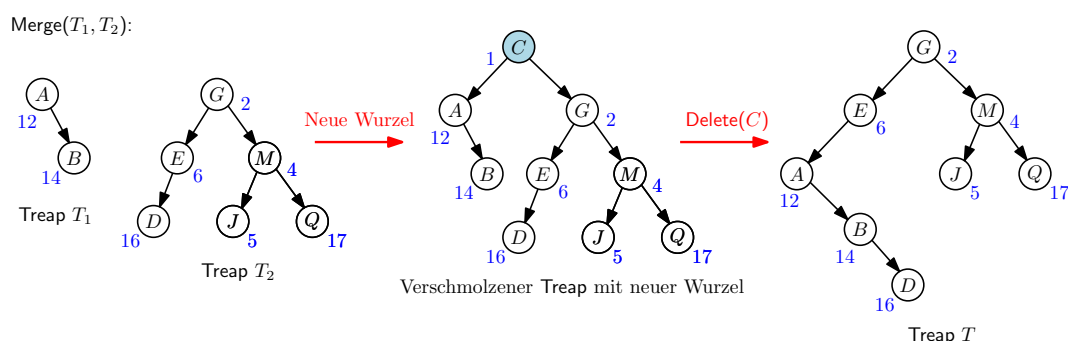 Merge(T₁, T₂):
A
12
B
14
Treap T₁
G
2
E
6
M
4
D
16
J
5
Q
17
Treap T₂
Neue Wurzel
C
1
A
12
G
2
B
14
E
6
M
4
D
16
J
5
Q
17
Verschmolzener Treap mit neuer Wurzel
Delete(C)
G
2
E
6
M
4
A
12
J
5
Q
17
B
14
D
16
Treap T